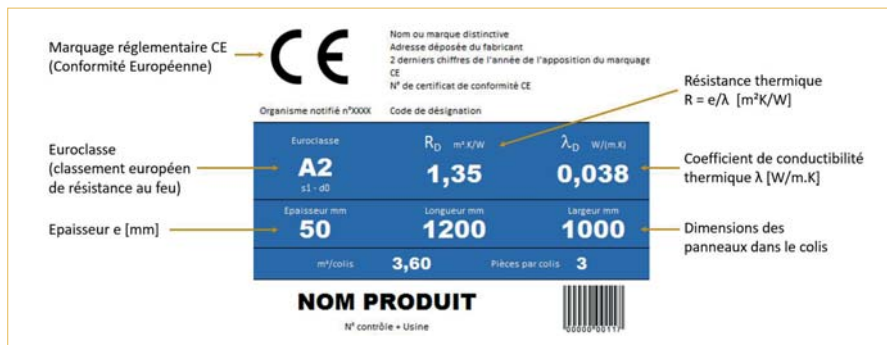 Marquage réglementaire CE
(Conformité Européenne)
CE
Nom ou marque distinctive
Adresse déposée du fabricant
2 derniers chiffres de l'année de l'apposition du marquage
CE
N° de certificat de conformité CE
Organisme notifié n°XXXX
Code de désignation
Résistance thermique
R = e/λ [m²K/W]
Euroclasse
(classement européen
de résistance au feu)
Euroclasse
A2
s1 - d0
R_D m².K/W
1,35
λ_D W/(m.K)
0,038
Coefficient de conductibilité
thermique λ [W/m.K]
Epaisseur e [mm]
Epaisseur mm
50
Longueur mm
1200
Largeur mm
1000
Dimensions des
panneaux dans le colis
m²/colis 3,60 Pièces par colis 3
NOM PRODUIT
N° contrôle + Usine
00000"00117"